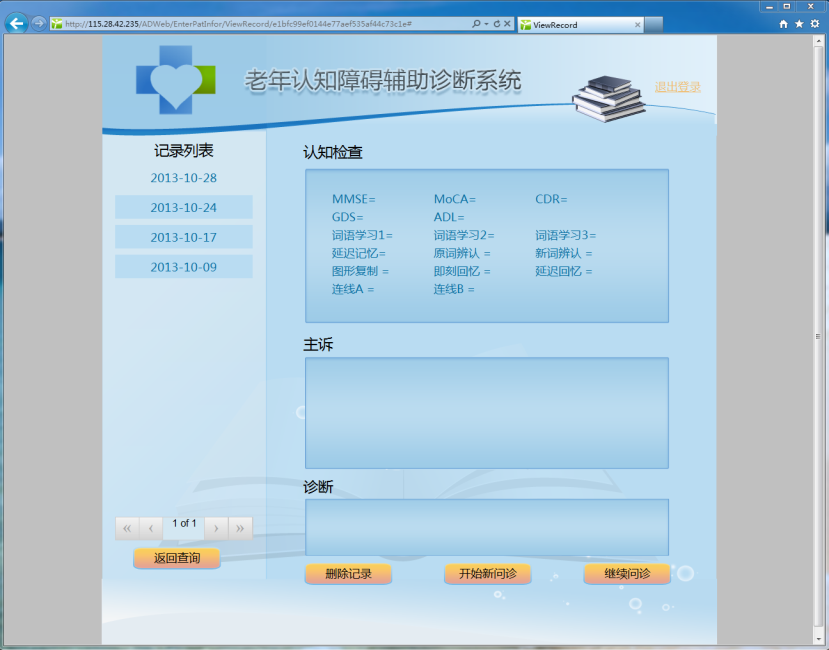 http://115.28.42.235/ADWeb/EnterPatInfor/ViewRecord/e1bfc99ef0144e77aef535af44c73c1e#
ViewRecord
老年认知障碍辅助诊断系统
退出登录
记录列表
2013-10-28
2013-10-24
2013-10-17
2013-10-09
认知检查
MMSE= MoCA= CDR=
GDS= ADL=
词语学习1= 词语学习2= 词语学习3=
延迟记忆= 原词辨认 = 新词辨认 =
图形复制 = 即刻回忆 = 延迟回忆 =
连线A = 连线B =
主诉
诊断
« ‹ 1 of 1 › »
返回查询
删除记录 开始新问诊 继续问诊